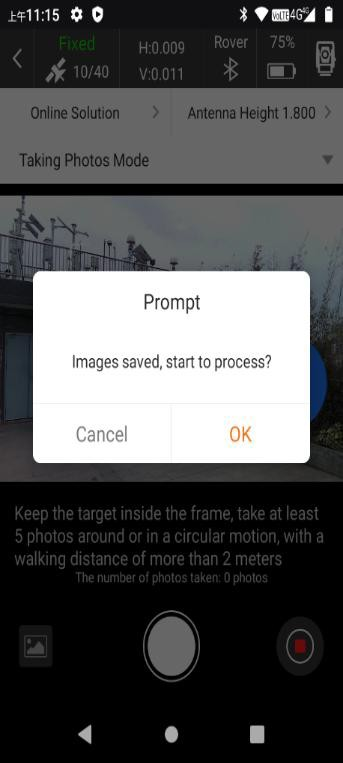 上午11:15
VoLTE 4G 4G
Fixed
10/40
H:0.009
V:0.011
Rover
75%
Online Solution
Antenna Height 1.800
Taking Photos Mode
Prompt
Images saved, start to process?
Cancel
OK
Keep the target inside the frame, take at least
5 photos around or in a circular motion, with a
walking distance of more than 2 meters
The number of photos taken: 0 photos